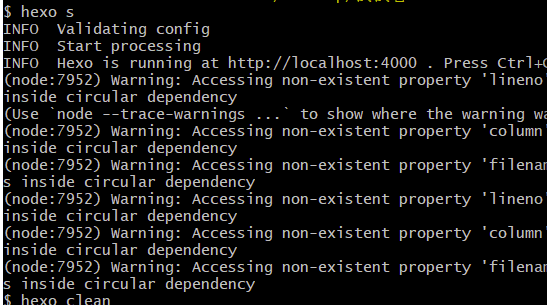 $ hexo s
INFO  Validating config
INFO  Start processing
INFO  Hexo is running at http://localhost:4000 . Press Ctrl+
(node:7952) Warning: Accessing non-existent property 'lineno'
inside circular dependency
(Use `node --trace-warnings ...` to show where the warning wa
(node:7952) Warning: Accessing non-existent property 'column'
inside circular dependency
(node:7952) Warning: Accessing non-existent property 'filenam
s inside circular dependency
(node:7952) Warning: Accessing non-existent property 'lineno'
inside circular dependency
(node:7952) Warning: Accessing non-existent property 'column'
inside circular dependency
(node:7952) Warning: Accessing non-existent property 'filenam
s inside circular dependency
$ hexo clean